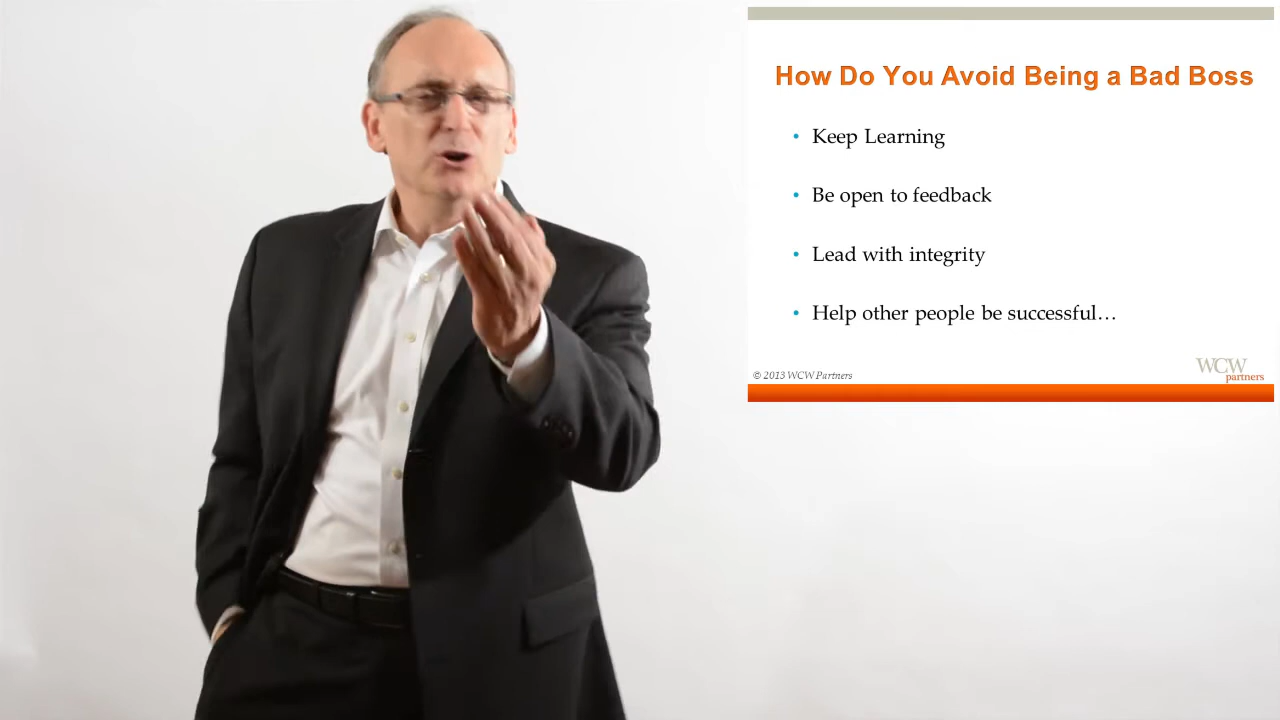 How Do You Avoid Being a Bad Boss
• Keep Learning
• Be open to feedback
• Lead with integrity
• Help other people be successful…
© 2013 WCW Partners
WCW
partners